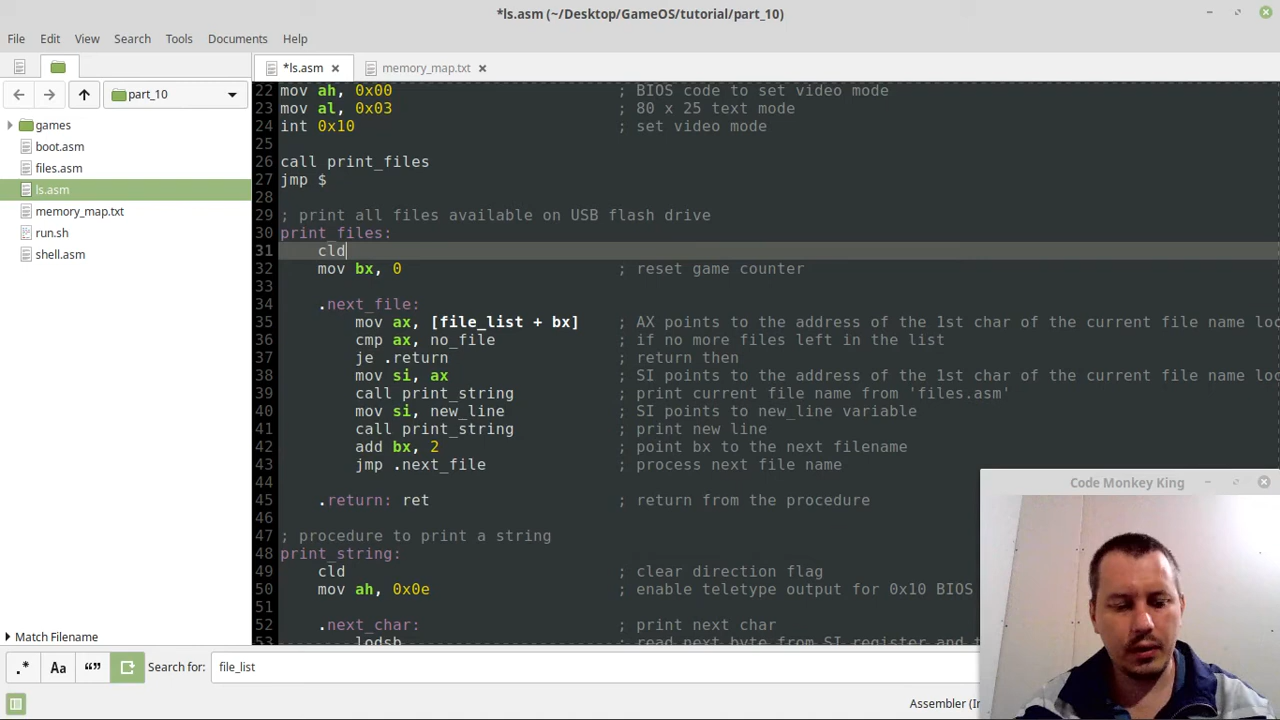 *ls.asm (~/Desktop/GameOS/tutorial/part_10)
File Edit View Search Tools Documents Help
*ls.asm memory_map.txt
part_10
games
boot.asm
files.asm
ls.asm
memory_map.txt
run.sh
shell.asm
22 mov ah, 0x00 ; BIOS code to set video mode
23 mov al, 0x03 ; 80 x 25 text mode
24 int 0x10 ; set video mode
25
26 call print_files
27 jmp $
28
29 ; print all files available on USB flash drive
30 print_files:
31 cld
32 mov bx, 0 ; reset game counter
33
34 .next_file:
35 mov ax, [file_list + bx] ; AX points to the address of the 1st char of the current file name loc
36 cmp ax, no_file ; if no more files left in the list
37 je .return ; return then
38 mov si, ax ; SI points to the address of the 1st char of the current file name loc
39 call print_string ; print current file name from 'files.asm'
40 mov si, new_line ; SI points to new_line variable
41 call print_string ; print new line
42 add bx, 2 ; point bx to the next filename
43 jmp .next_file ; process next file name
44
45 .return: ret ; return from the procedure
46
47 ; procedure to print a string
48 print_string:
49 cld ; clear direction flag
50 mov ah, 0x0e ; enable teletype output for 0x10 BIOS
51
52 .next_char: ; print next char
53 lodsb ; read next byte from SI register and
Code Monkey King
Match Filename
.* Aa “” Search for: file_list
Assembler (In